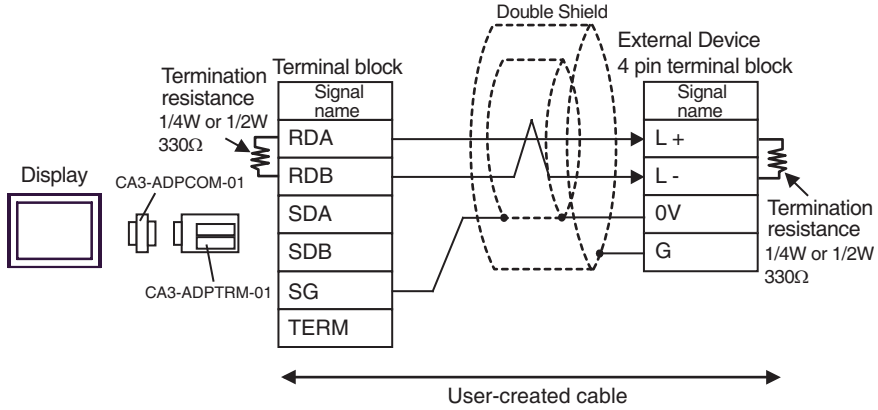 Double Shield
Termination
resistance
1/4W or 1/2W
330Ω
Terminal block
Signal
name
RDA
RDB
SDA
SDB
SG
TERM
External Device
4 pin terminal block
Signal
name
L +
L -
0V
G
Termination
resistance
1/4W or 1/2W
330Ω
Display
CA3-ADPCOM-01
CA3-ADPTRM-01
User-created cable